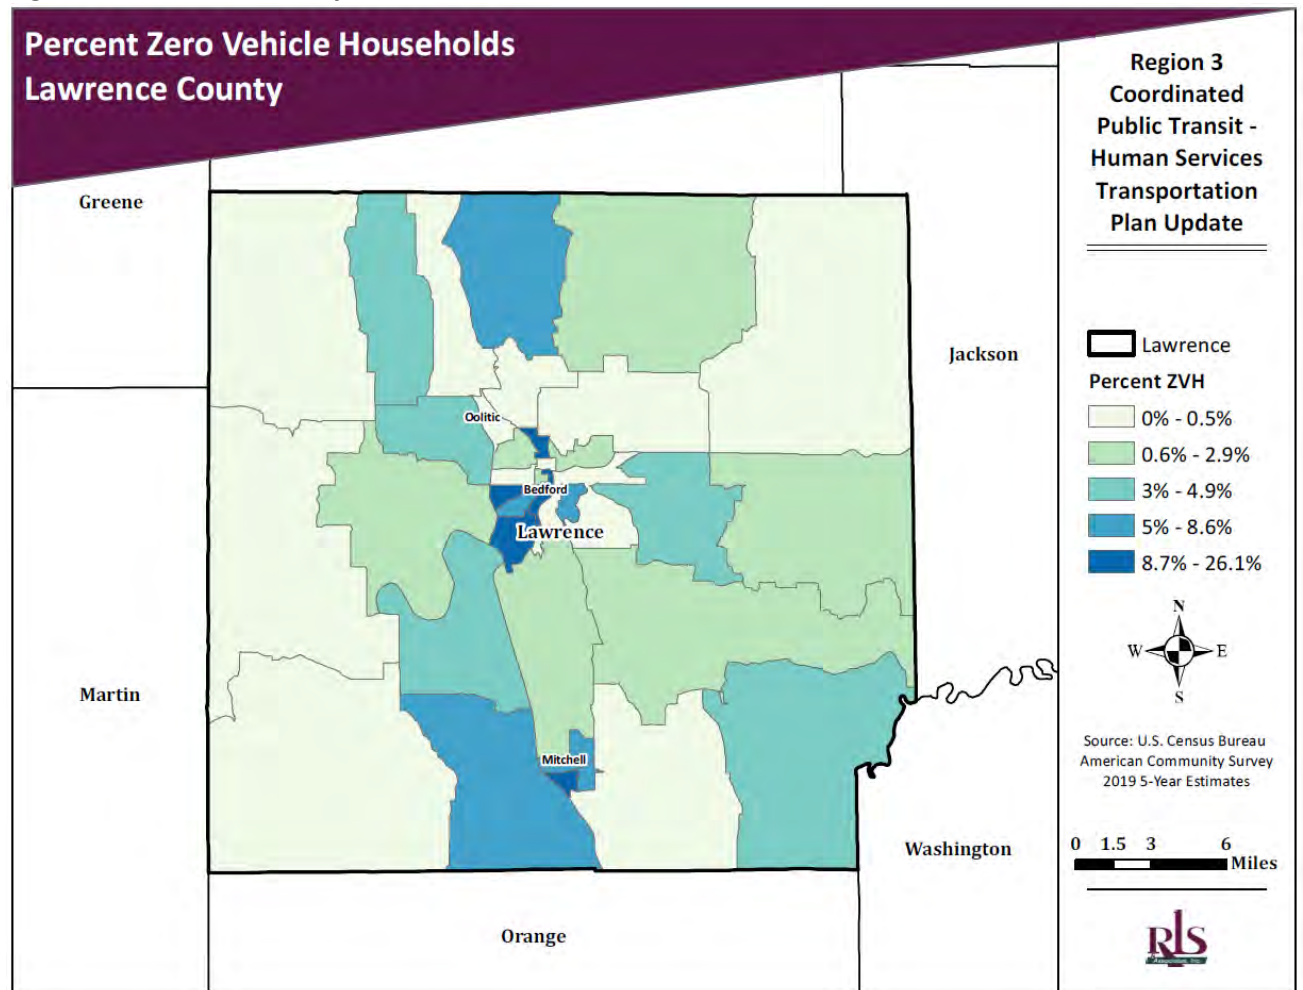 Percent Zero Vehicle Households
Lawrence County
Region 3
Coordinated
Public Transit -
Human Services
Transportation
Plan Update
Greene
Jackson
Oolitic
Bedford
Lawrence
Martin
Mitchell
Washington
Orange
Lawrence
Percent ZVH
0% - 0.5%
0.6% - 2.9%
3% - 4.9%
5% - 8.6%
8.7% - 26.1%
N
W E
S
Source: U.S. Census Bureau
American Community Survey
2019 5-Year Estimates
0 1.5 3 6
Miles
RLS